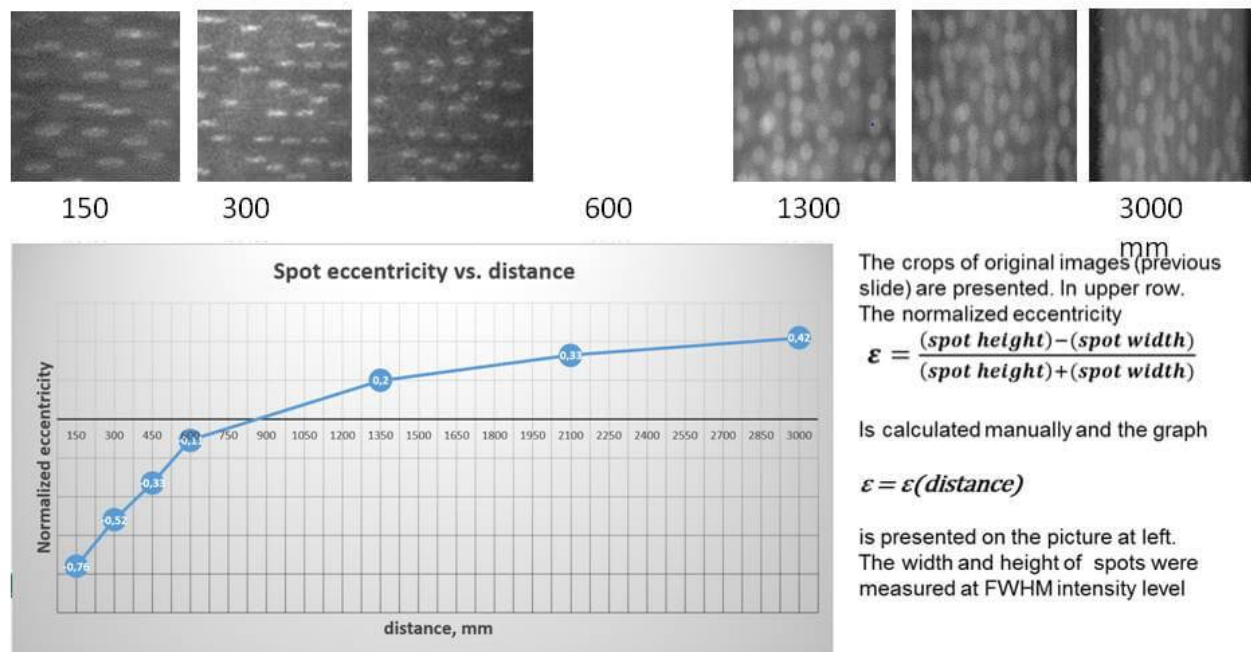 150 300 600 1300 3000
mm
Spot eccentricity vs. distance
Normalized eccentricity
0,42
0,33
0,2
-0,11
-0,33
-0,52
-0,76
150 300 450 600 750 900 1050 1200 1350 1500 1650 1800 1950 2100 2250 2400 2550 2700 2850 3000
distance, mm
The crops of original images (previous
slide) are presented. In upper row.
The normalized eccentricity
ε = (spot height)−(spot width)
(spot height)+(spot width)
Is calculated manually and the graph
ε = ε(distance)
is presented on the picture at left.
The width and height of spots were
measured at FWHM intensity level